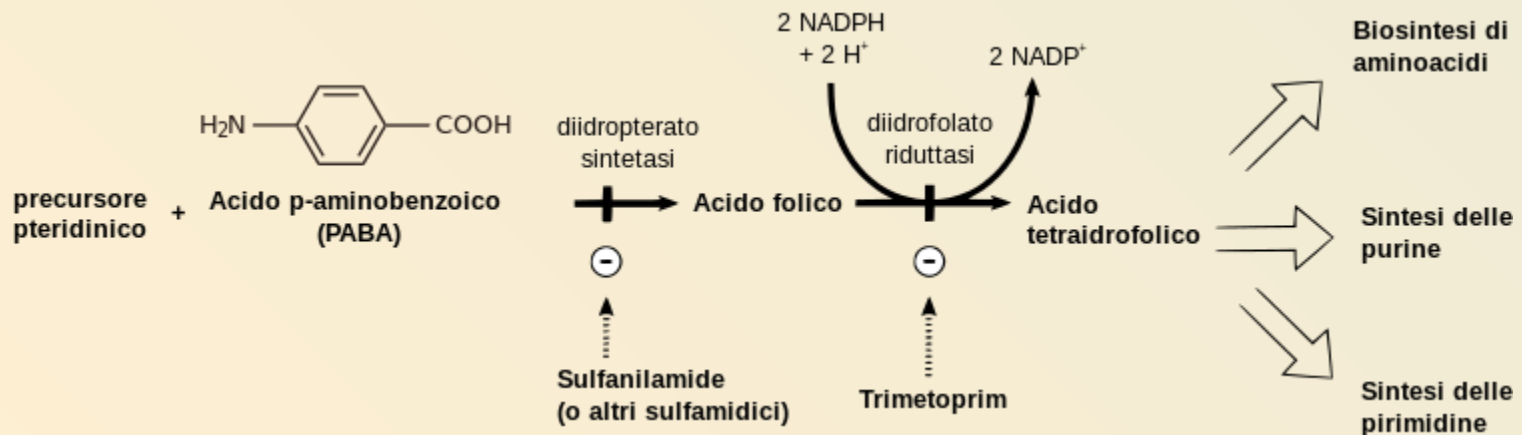 precursore
pteridinico
+
H₂N
COOH
Acido p-aminobenzoico
(PABA)
diidropterato
sintetasi
-
Sulfanilamide
(o altri sulfamidici)
Acido folico
2 NADPH
+ 2 H⁺
2 NADP⁺
diidrofolato
riduttasi
-
Trimetoprim
Acido
tetraidrofolico
Biosintesi di
aminoacidi
Sintesi delle
purine
Sintesi delle
pirimidine